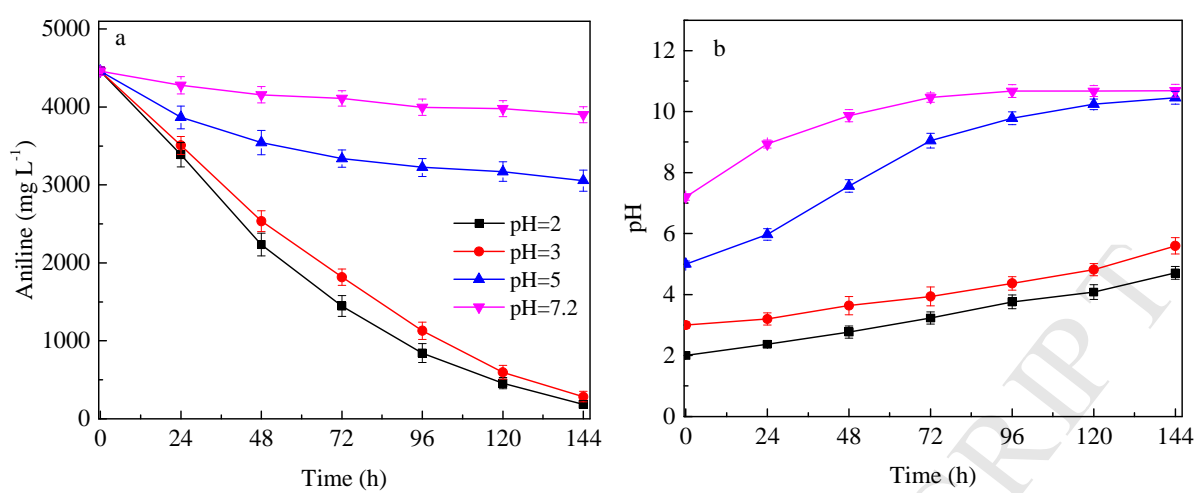 a
5000
4000
3000
2000
1000
0
Aniline (mg L⁻¹)
pH=2
pH=3
pH=5
pH=7.2
0 24 48 72 96 120 144
Time (h)
b
12
10
8
6
4
2
0
pH
0 24 48 72 96 120 144
Time (h)
RIPT